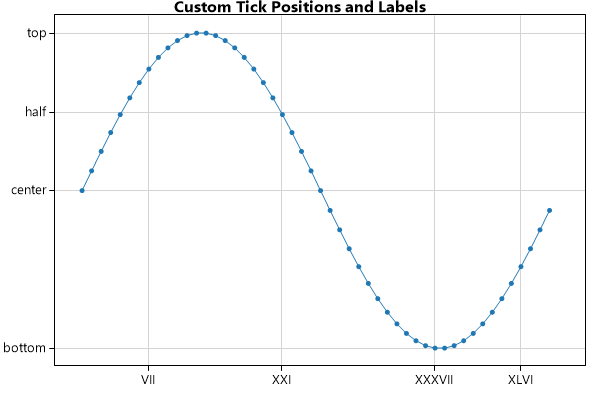 Custom Tick Positions and Labels
top
half
center
bottom
VII XXI XXXVII XLVI